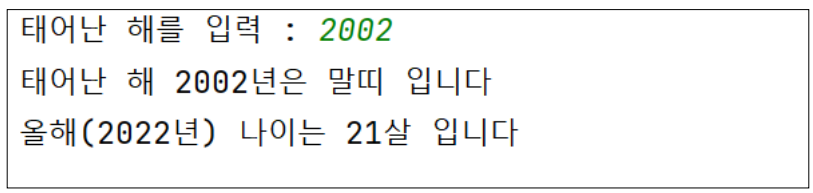 태어난 해를 입력 : 2002
태어난 해 2002년은 말띠 입니다
올해(2022년) 나이는 21살 입니다